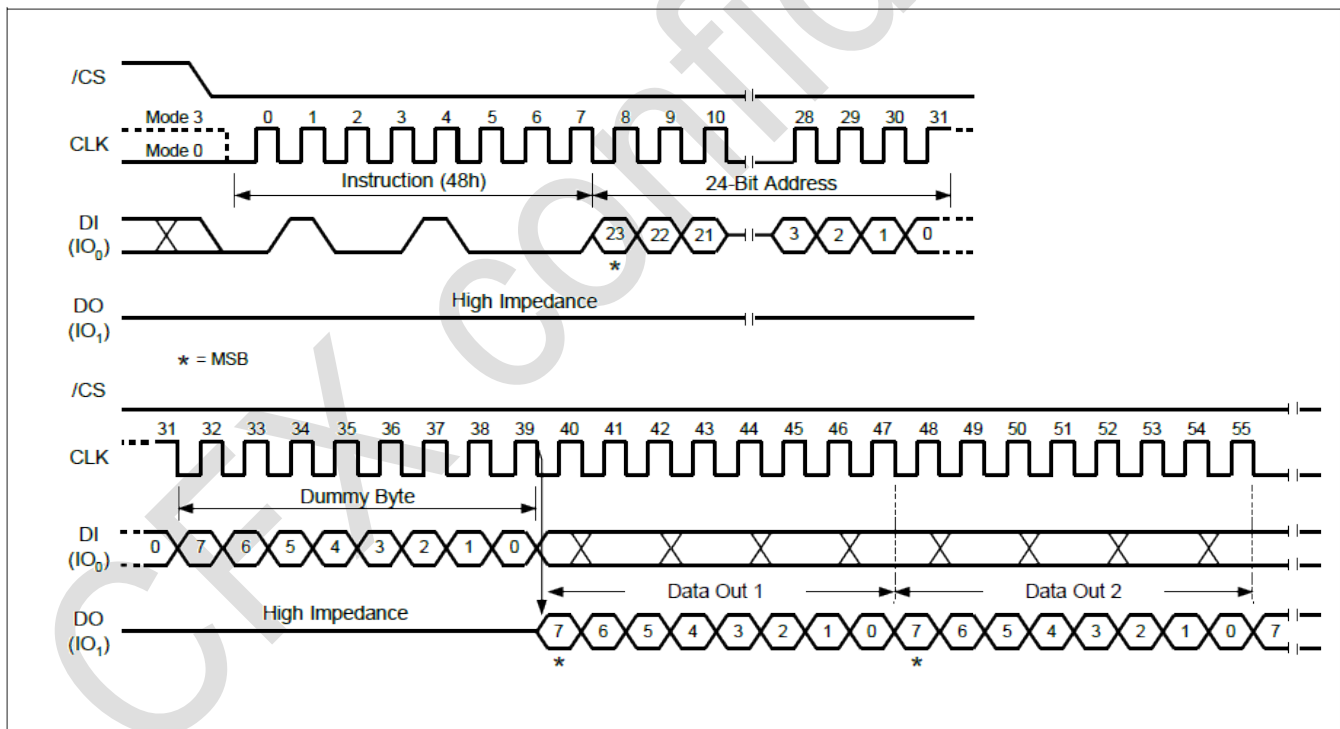 /CS
Mode 3 0 1 2 3 4 5 6 7 8 9 10 28 29 30 31
CLK
Mode 0
Instruction (48h) 24-Bit Address
DI
(IO0) 23 22 21 3 2 1 0
*
High Impedance
DO
(IO1)
* = MSB
/CS
31 32 33 34 35 36 37 38 39 40 41 42 43 44 45 46 47 48 49 50 51 52 53 54 55
CLK
Dummy Byte
DI
(IO0) 0 7 6 5 4 3 2 1 0
Data Out 1 Data Out 2
High Impedance
DO
(IO1) 7 6 5 4 3 2 1 0 7 6 5 4 3 2 1 0 7
* *